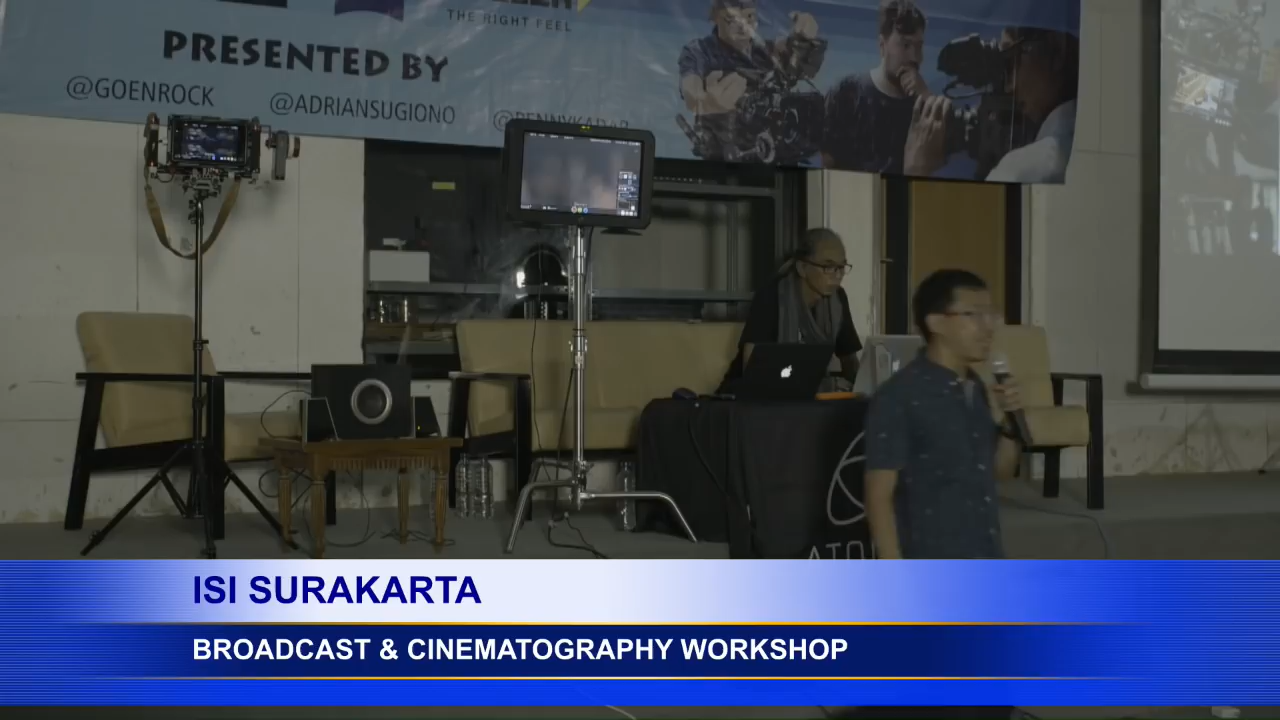 THE RIGHT FEEL
PRESENTED BY
@GOENROCK
@ADRIANSUGIONO
ISI SURAKARTA
BROADCAST & CINEMATOGRAPHY WORKSHOP